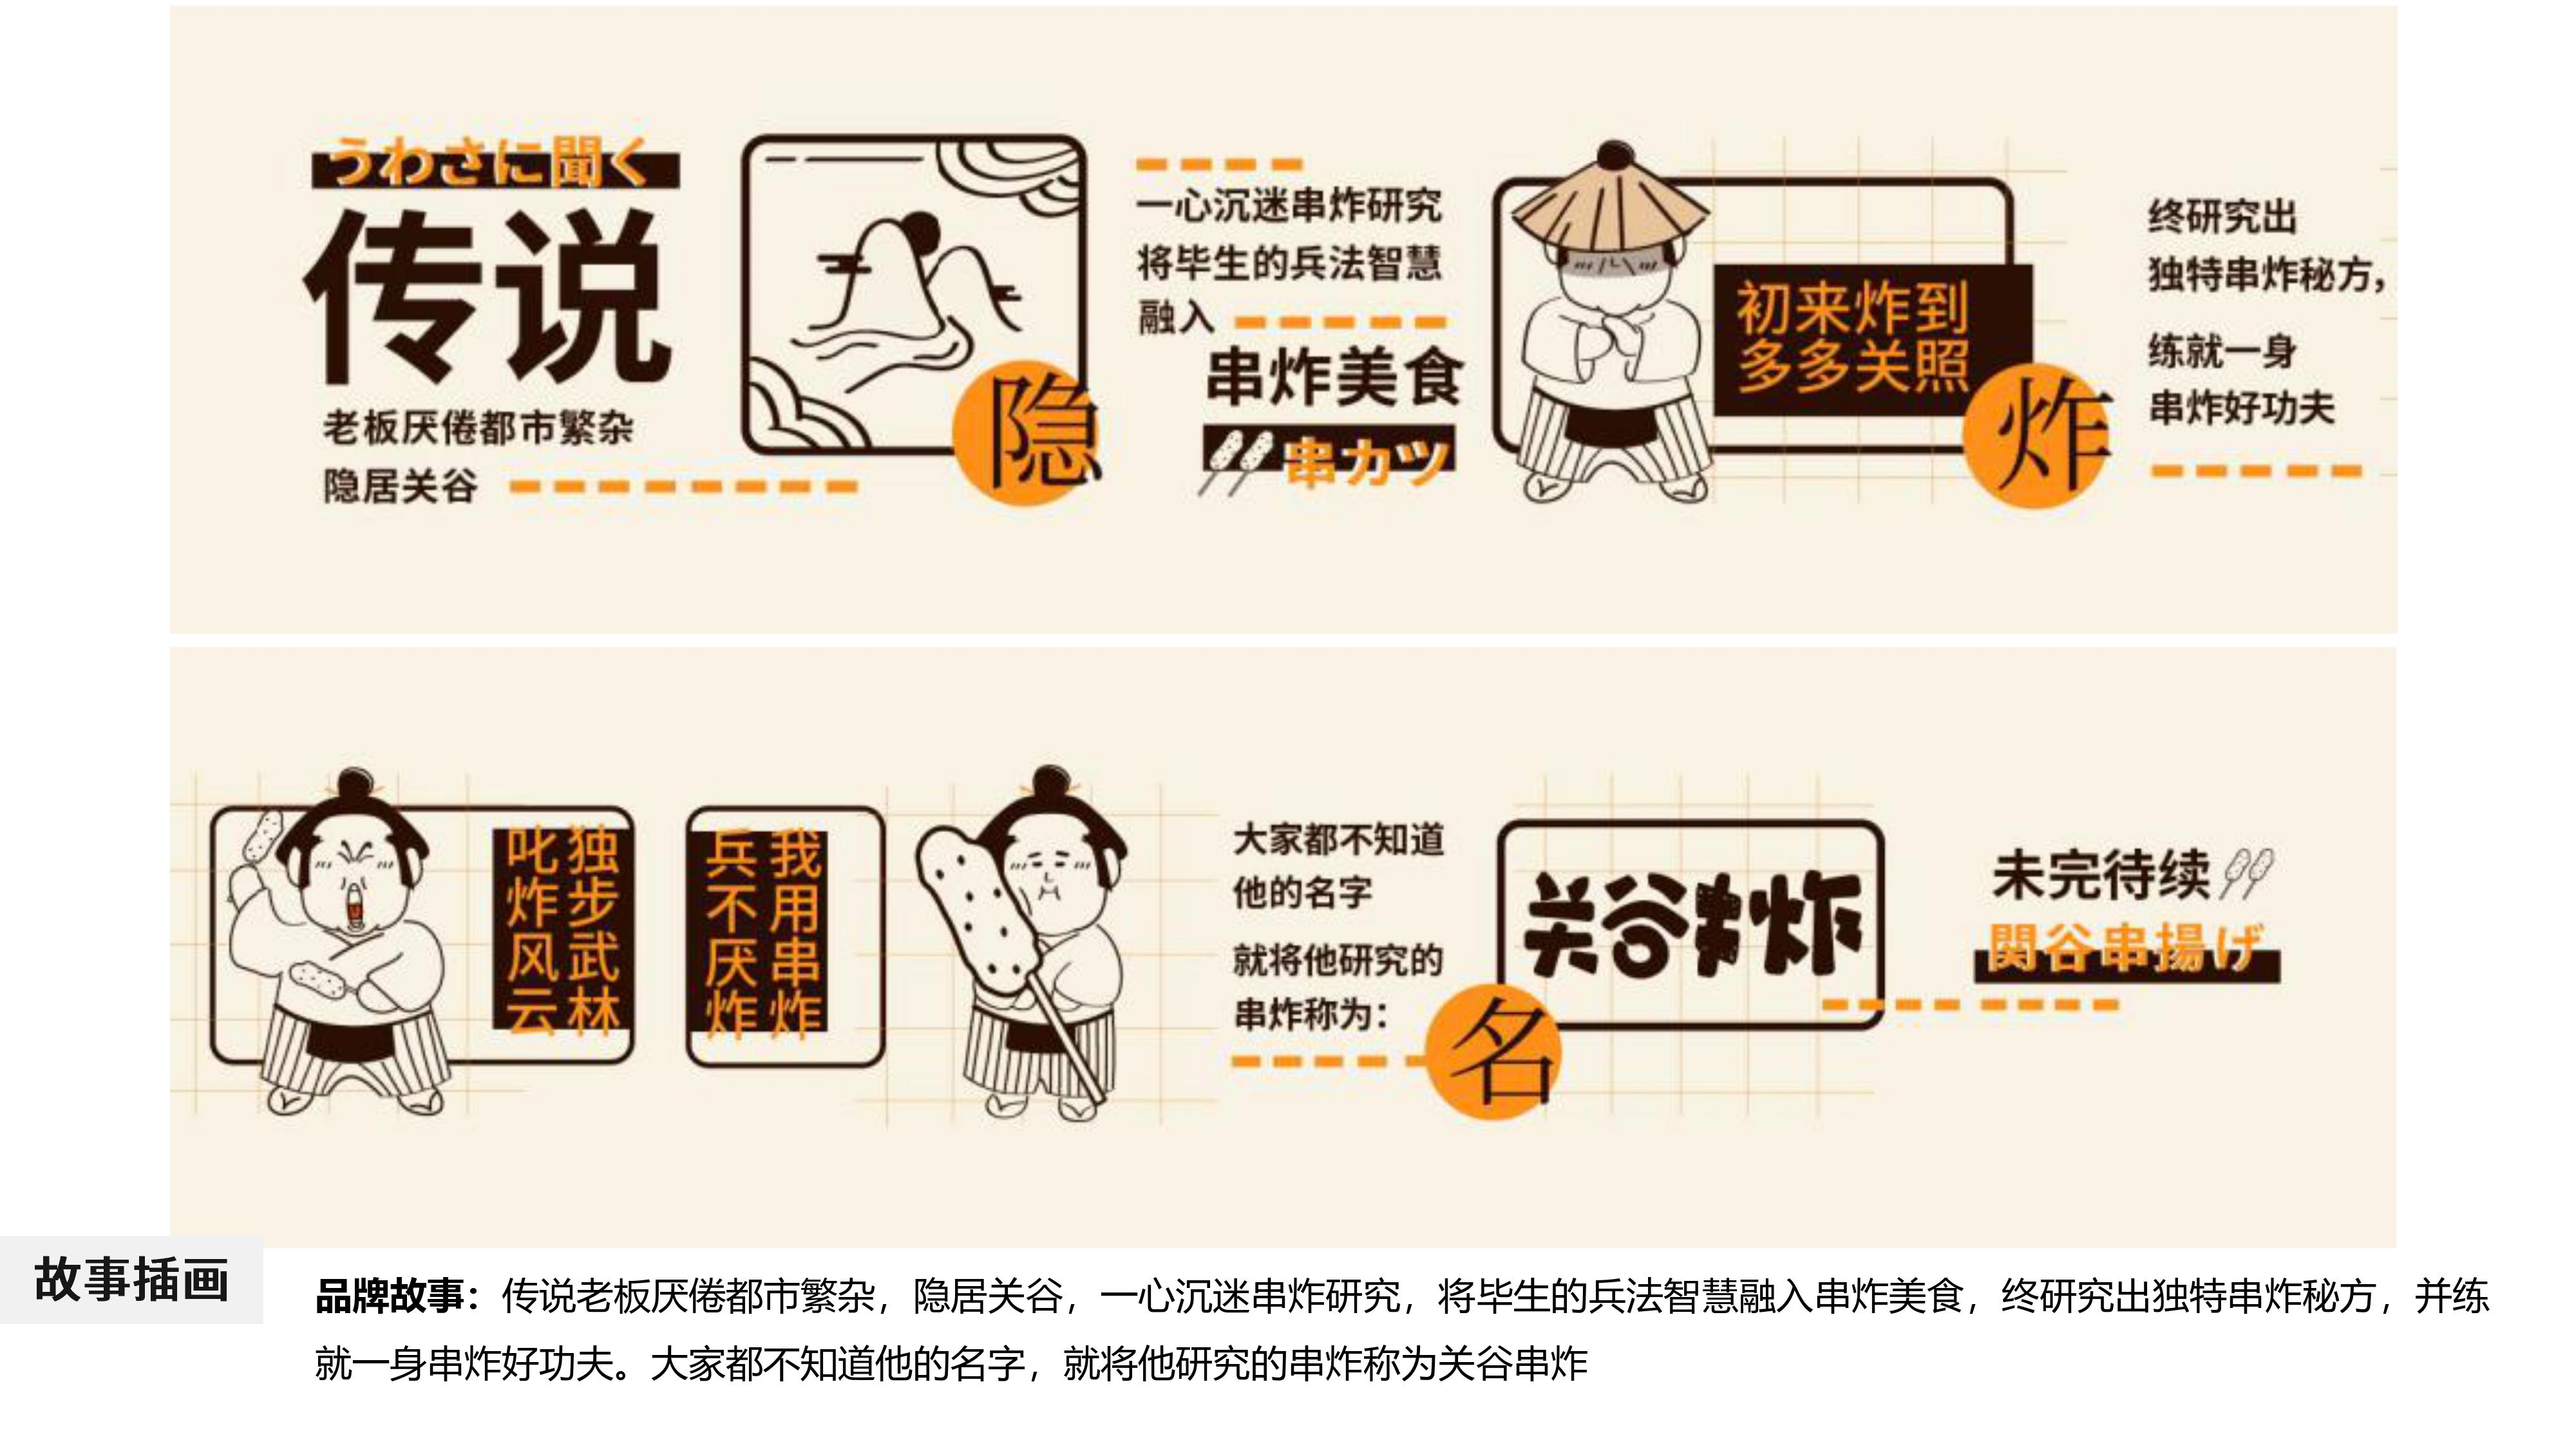 うわさに聞く
传说
老板厌倦都市繁杂
隐居关谷
隐
一心沉迷串炸研究
将毕生的兵法智慧
融入
串炸美食
串カツ
初来炸到
多多关照
炸
终研究出
独特串炸秘方，
练就一身
串炸好功夫
独步武林
叱炸风云
我用串炸
兵不厌炸
大家都不知道
他的名字
就将他研究的
串炸称为：
名
关谷串炸
未完待续
関谷串揚げ
故事插画
品牌故事：传说老板厌倦都市繁杂，隐居关谷，一心沉迷串炸研究，将毕生的兵法智慧融入串炸美食，终研究出独特串炸秘方，并练
就一身串炸好功夫。大家都不知道他的名字，就将他研究的串炸称为关谷串炸